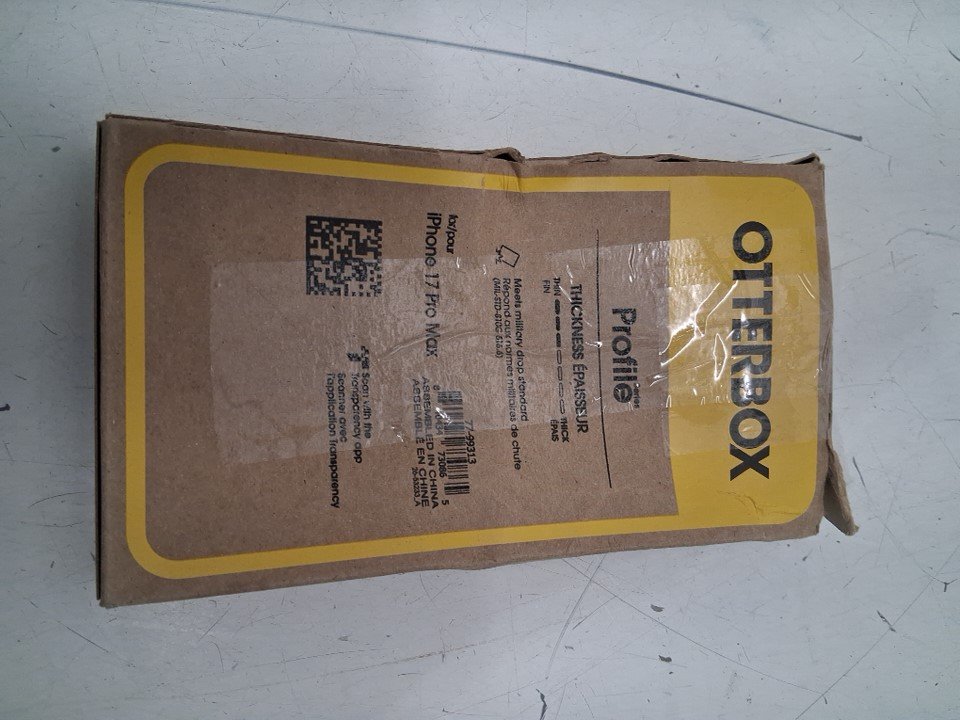 OTTERBOX
Profile Series
THICKNESS ÉPAISSEUR
THIN THICK
FIN ÉPAIS
Meets military drop standard
Répond aux normes militaires de chute
(MIL-STD-810G 516.6)
for/pour
iPhone 17 Pro Max
77-99313
73086 5
ASSEMBLED IN CHINA
ASSEMBLÉ EN CHINE
Scan with the
Transparency app
Scanner avec
l'application Transparency